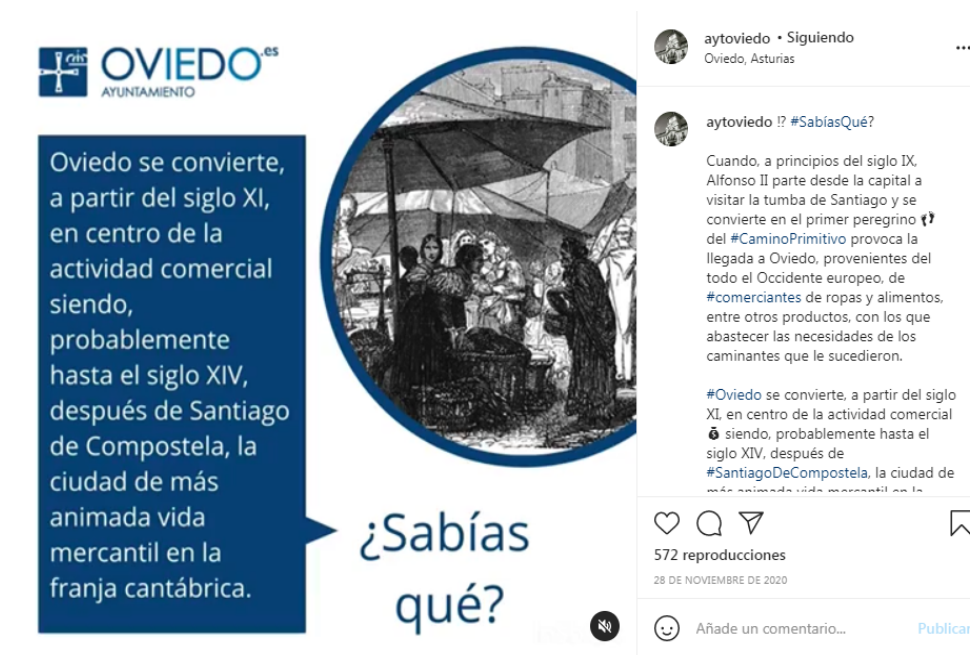 OVIEDO.es
AYUNTAMIENTO
Oviedo se convierte,
a partir del siglo XI,
en centro de la
actividad comercial
siendo,
probablemente
hasta el siglo XIV,
después de Santiago
de Compostela, la
ciudad de más
animada vida
mercantil en la
franja cantábrica.
¿Sabías
qué?
aytoviedo • Siguiendo
Oviedo, Asturias
aytoviedo !? #SabíasQué?
Cuando, a principios del siglo IX,
Alfonso II parte desde la capital a
visitar la tumba de Santiago y se
convierte en el primer peregrino 👣
del #CaminoPrimitivo provoca la
llegada a Oviedo, provenientes del
todo el Occidente europeo, de
#comerciantes de ropas y alimentos,
entre otros productos, con los que
abastecer las necesidades de los
caminantes que le sucedieron.
#Oviedo se convierte, a partir del siglo
XI, en centro de la actividad comercial
💰 siendo, probablemente hasta el
siglo XIV, después de
#SantiagoDeCompostela, la ciudad de
más animada vida mercantil en la
572 reproducciones
28 DE NOVIEMBRE DE 2020
Añade un comentario...
Publicar